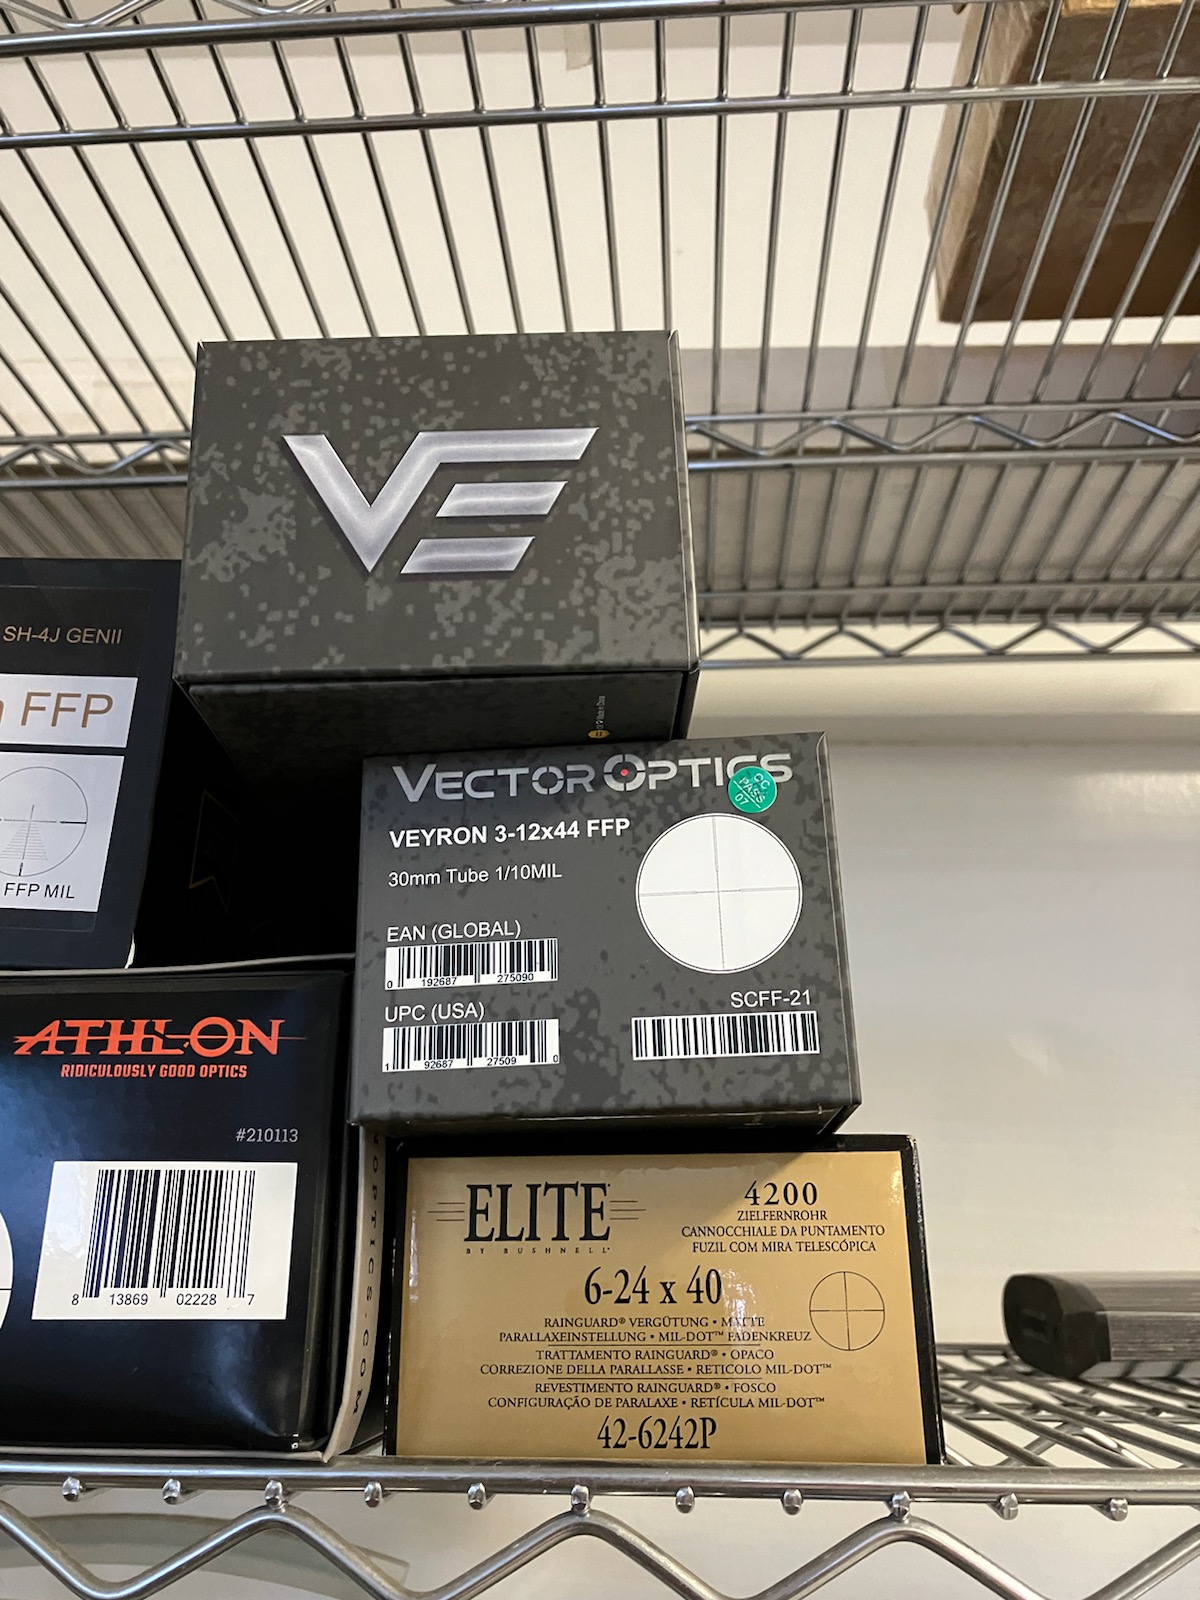 VE
SH-4J GENII
FFP
FFP MIL
VECTOR OPTICS
CC
PASS
07
VEYRON 3-12x44 FFP
30mm Tube 1/10MIL
EAN (GLOBAL)
0 192687 275090
UPC (USA)
1 92687 27509 0
SCFF-21
ATHLON
RIDICULOUSLY GOOD OPTICS
#210113
8 13869 02228 7
OPTICS.COM
ELITE
BY BUSHNELL
4200
ZIELFERNROHR
CANNOCCHIALE DA PUNTAMENTO
FUZIL COM MIRA TELESCÓPICA
6-24 x 40
RAINGUARD® VERGÜTUNG • MATTE
PARALLAXEINSTELLUNG • MIL-DOT™ FADENKREUZ
TRATTAMENTO RAINGUARD® • OPACO
CORREZIONE DELLA PARALLASSE • RETICOLO MIL-DOT™
REVESTIMENTO RAINGUARD® • FOSCO
CONFIGURAÇÃO DE PARALAXE • RETÍCULA MIL-DOT™
42-6242P